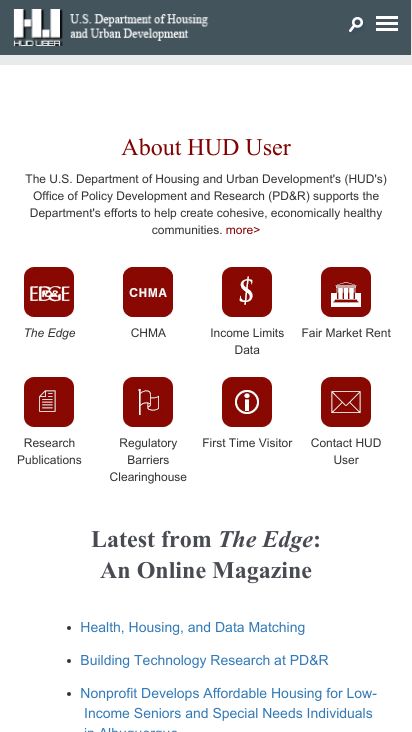 HUD USER
U.S. Department of Housing
and Urban Development
About HUD User
The U.S. Department of Housing and Urban Development's (HUD's)
Office of Policy Development and Research (PD&R) supports the
Department's efforts to help create cohesive, economically healthy
communities. more>
CHMA
$
The Edge
CHMA
Income Limits
Data
Fair Market Rent
Research
Publications
Regulatory
Barriers
Clearinghouse
First Time Visitor
Contact HUD
User
Latest from The Edge:
An Online Magazine
• Health, Housing, and Data Matching
• Building Technology Research at PD&R
• Nonprofit Develops Affordable Housing for Low-
Income Seniors and Special Needs Individuals
in Albuquerque